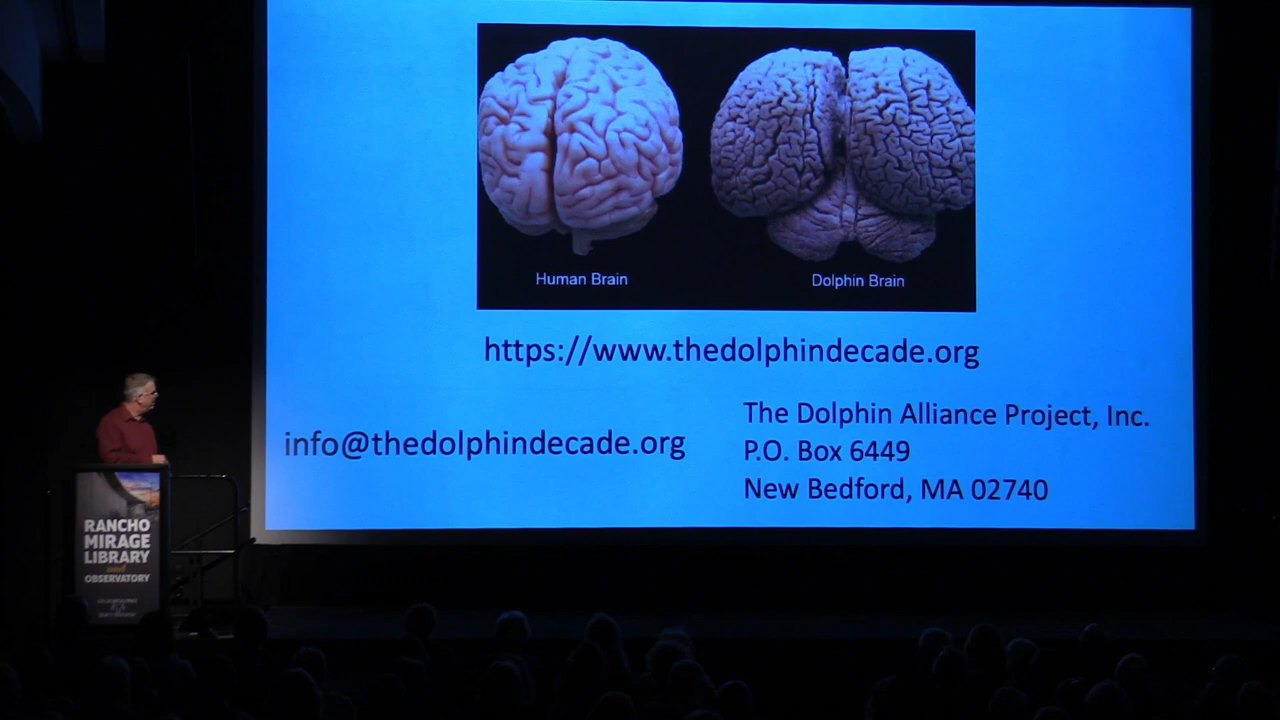 Human Brain
Dolphin Brain
https://www.thedolphindecade.org
info@thedolphindecade.org
The Dolphin Alliance Project, Inc.
P.O. Box 6449
New Bedford, MA 02740
RANCHO
MIRAGE
LIBRARY
and
OBSERVATORY